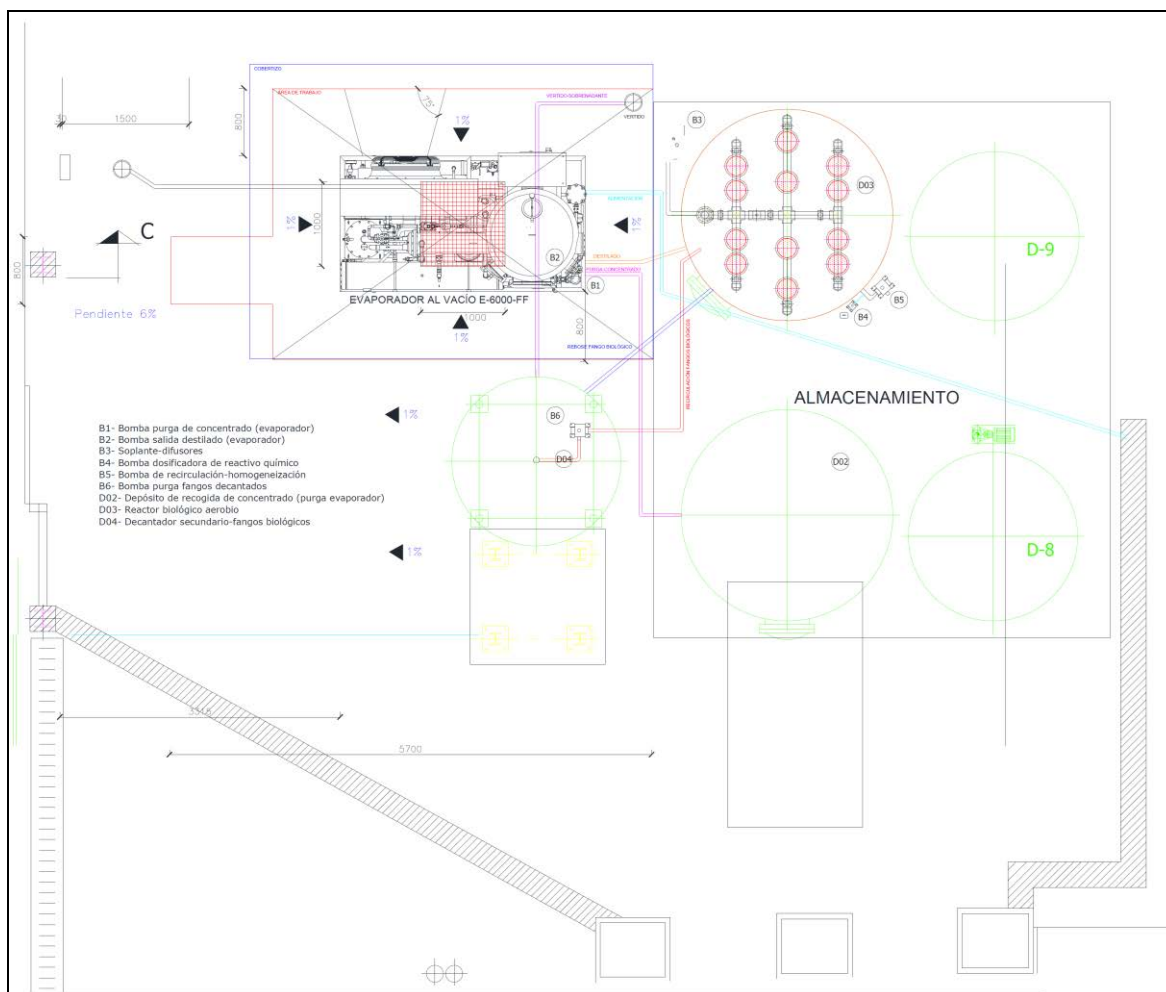 COBERTIZO
ÁREA DE TRABAJO
VERTIDO/SOBRENADANTE
VERTIDO
B3
75°
1%
800
30
1500
D03
1000
C
1%
1%
B2
D-9
B1
PURGA CONCENTRADO
B5
B4
EVAPORADOR AL VACÍO E-6000-FF
1000
800
800
Pendiente 6%
1%
REBOSE FANGO BIOLÓGICO
RECIRCULACIÓN FANGOS BIOLÓGICOS
ALMACENAMIENTO
1%
B6
D04
D02
B1- Bomba purga de concentrado (evaporador)
B2- Bomba salida destilado (evaporador)
B3- Soplante-difusores
B4- Bomba dosificadora de reactivo químico
B5- Bomba de recirculación-homogeneización
B6- Bomba purga fangos decantados
D02- Depósito de recogida de concentrado (purga evaporador)
D03- Reactor biológico aerobio
D04- Decantador secundario-fangos biológicos
1%
D-8
5700